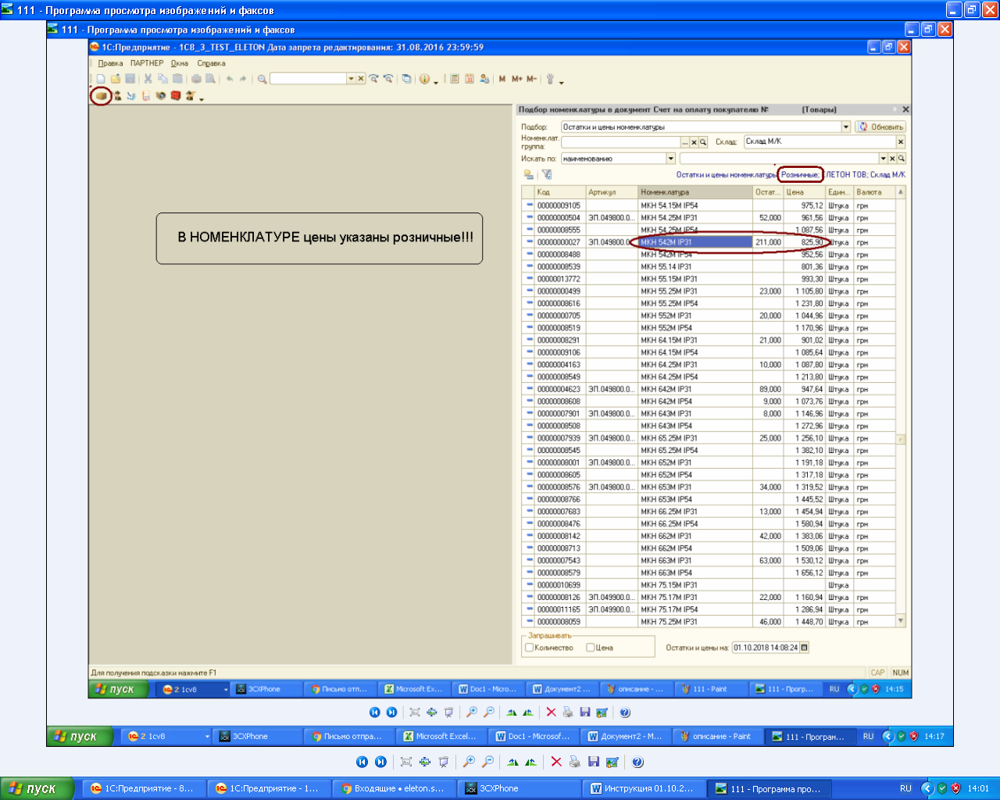 111 - Программа просмотра изображений и факсов
111 - Программа просмотра изображений и факсов
1С:Предприятие - 1C8_3_TEST_ELETON Дата запрета редактирования: 31.08.2016 23:59:59
Правка ПАРТНЕР Окна Справка
M M+ M-
Подбор номенклатуры в документ Счет на оплату покупателю № (Товары)
Подбор: Остатки и цены номенклатуры Обновить
Номенклат. группа: ... Склад: Склад М/К
Искать по: наименованию
Остатки и цены номенклатуры Розничные; ЕЛЕТОН ТОВ; Склад М/К
Код Артикул Номенклатура Остат... Цена Един... Валюта
00000009105 МКН 54.15М IP54 975,12 Штука грн
00000000504 ЭП.049800.0... МКН 54.25М IP31 52,000 961,56 Штука грн
00000008555 МКН 54.25М IP54 1 087,56 Штука грн
00000000027 ЭП.049800.0 МКН 542М IP31 211,000 825,90 Штука грн
00000008488 МКН 542М IP54 952,56 Штука грн
00000008539 МКН 55.14 IP31 801,36 Штука грн
00000013772 МКН 55.15М IP31 993,30 Штука грн
00000000499 МКН 55.25М IP31 23,000 1 105,80 Штука грн
00000008616 МКН 55.25М IP54 1 231,80 Штука грн
00000000705 МКН 552М IP31 20,000 1 044,96 Штука грн
00000008519 МКН 552М IP54 1 170,96 Штука грн
00000008291 МКН 64.15М IP31 21,000 901,02 Штука грн
00000009106 МКН 64.15М IP54 1 085,64 Штука грн
00000004163 МКН 64.25М IP31 10,000 1 087,80 Штука грн
00000008549 МКН 64.25М IP54 1 213,80 Штука грн
00000004623 ЭП.049800.0... МКН 642М IP31 89,000 947,64 Штука грн
00000008608 МКН 642М IP54 9,000 1 073,76 Штука грн
00000007901 ЭП.049800.0... МКН 643М IP31 8,000 1 146,96 Штука грн
00000008508 МКН 643М IP54 1 272,96 Штука грн
00000007939 ЭП.049800.0... МКН 65.25М IP31 25,000 1 256,10 Штука грн
00000008545 МКН 65.25М IP54 1 382,10 Штука грн
00000008001 ЭП.049800.0... МКН 652М IP31 1 191,18 Штука грн
00000008605 МКН 652М IP54 1 317,18 Штука грн
00000008576 ЭП.049800.0... МКН 653М IP31 34,000 1 319,52 Штука грн
00000008766 МКН 653М IP54 1 445,52 Штука грн
00000007683 МКН 66.25М IP31 13,000 1 454,94 Штука грн
00000008476 МКН 66.25М IP54 1 580,94 Штука грн
00000008142 МКН 662М IP31 42,000 1 383,06 Штука грн
00000008713 МКН 662М IP54 1 509,06 Штука грн
00000007543 МКН 663М IP31 63,000 1 530,12 Штука грн
00000008579 МКН 663М IP54 1 656,12 Штука грн
00000010699 МКН 75.15М IP31 Штука
00000008126 ЭП.049900.0... МКН 75.17М IP31 22,000 1 160,94 Штука грн
00000011165 ЭП.049900.0... МКН 75.17М IP54 1 286,94 Штука грн
00000008059 МКН 75.25М IP31 46,000 1 448,70 Штука грн
В НОМЕНКЛАТУРЕ цены указаны розничные!!!
Запрашивать
Количество Цена Остатки и цены на: 01.10.2018 14:08:24
Для получения подсказки нажмите F1 CAP NUM
пуск 2 1cv8 3CXPhone Письмо отп... Microsoft Ex... Doc1 - Micro... Документ2 ... описание - ... 111 - Paint 111 - Прогр... RU 14:15
пуск 2 1cv8 3CXPhone Письмо отпра... Microsoft Excel... Doc1 - Microsof... Документ2 - M... описание - Paint 111 - Програм... RU 14:17
пуск 1С:Предприятие - 8... 1С:Предприятие - 1... Входящие • eleton.s... 3CXPhone Инструкция 01.10.2... 111 - Программа про... RU 14:01